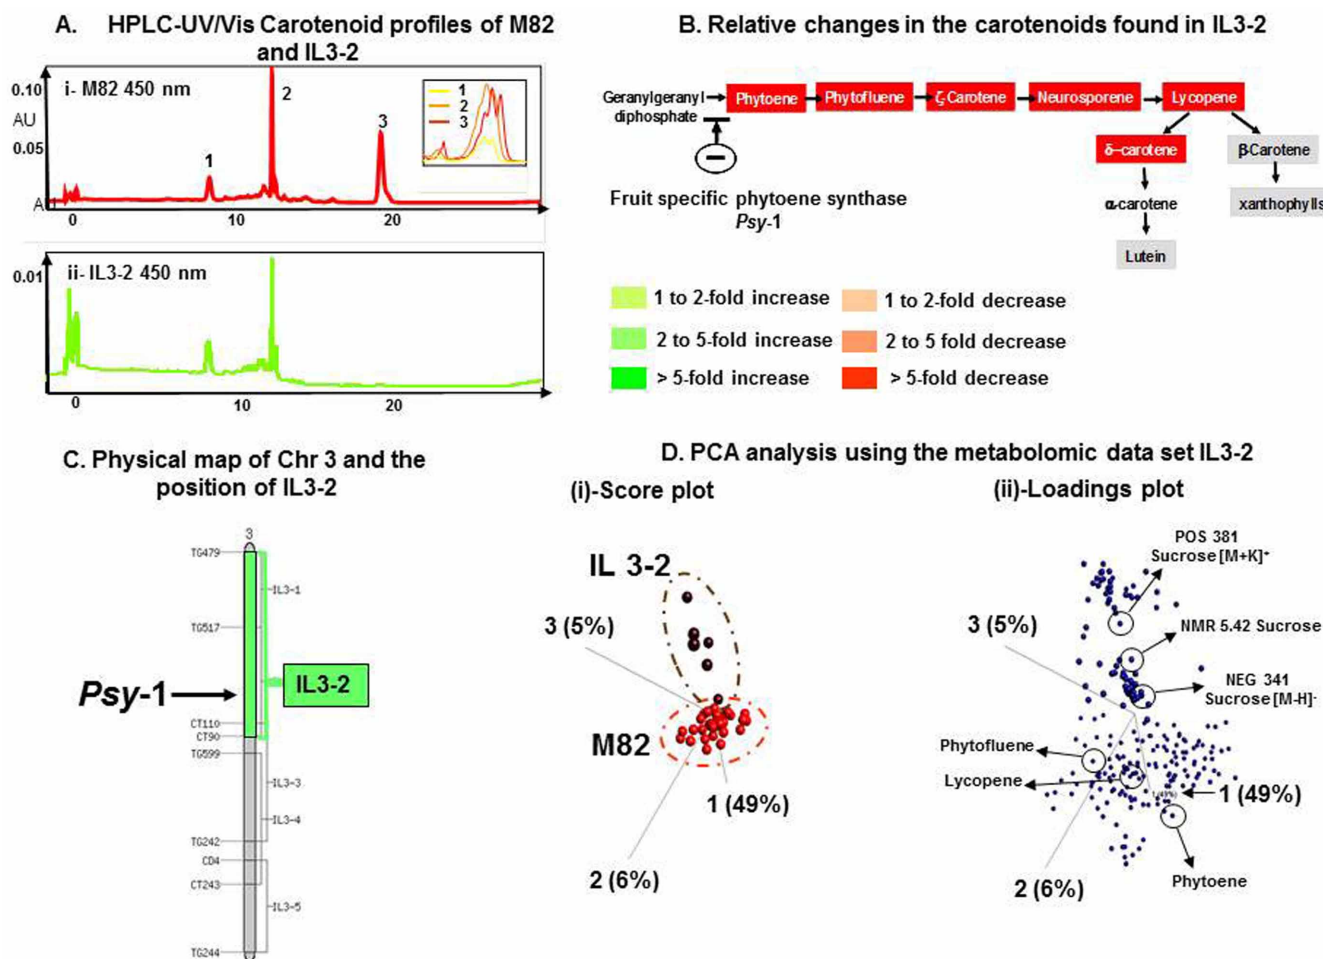 A. HPLC-UV/Vis Carotenoid profiles of M82
and IL3-2
i- M82 450 nm
0.10
AU
0.05
1
2
3
1
2
3
0
10
20
ii- IL3-2 450 nm
0.01
0
10
20
B. Relative changes in the carotenoids found in IL3-2
Geranylgeranyl
diphosphate
Phytoene
Phytofluene
ζ-Carotene
Neurosporene
Lycopene
δ–carotene
β-Carotene
α-carotene
xanthophylls
Lutein
−
Fruit specific phytoene synthase
Psy-1
1 to 2-fold increase
1 to 2-fold decrease
2 to 5-fold increase
2 to 5 fold decrease
> 5-fold increase
> 5-fold decrease
C. Physical map of Chr 3 and the
position of IL3-2
3
TG479
IL3-1
TG517
Psy-1
IL3-2
CT110
CT90
TG599
IL3-3
IL3-4
TG242
CD4
CT243
IL3-5
TG244
D. PCA analysis using the metabolomic data set IL3-2
(i)-Score plot
IL 3-2
3 (5%)
M82
1 (49%)
2 (6%)
(ii)-Loadings plot
POS 381
Sucrose [M+K]⁺
3 (5%)
NMR 5.42 Sucrose
NEG 341
Sucrose [M-H]⁻
Phytofluene
Lycopene
1 (49%)
1 (49%)
2 (6%)
Phytoene